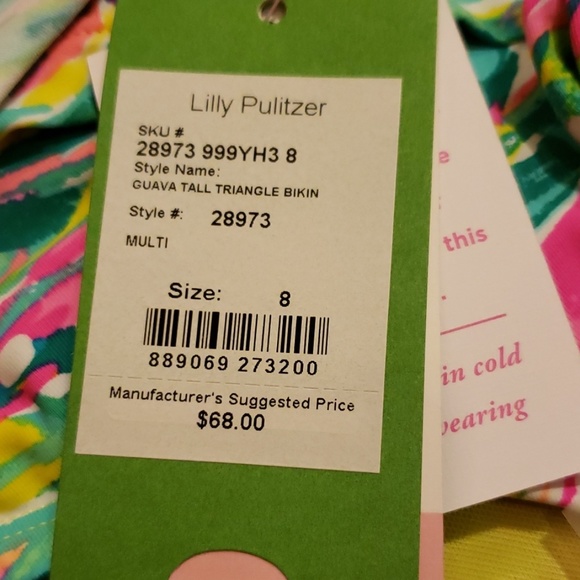 Lilly Pulitzer
SKU #
28973 999YH3 8
Style Name:
GUAVA TALL TRIANGLE BIKIN
Style #: 28973
MULTI
Size: 8
889069 273200
Manufacturer's Suggested Price
$68.00
this
in cold